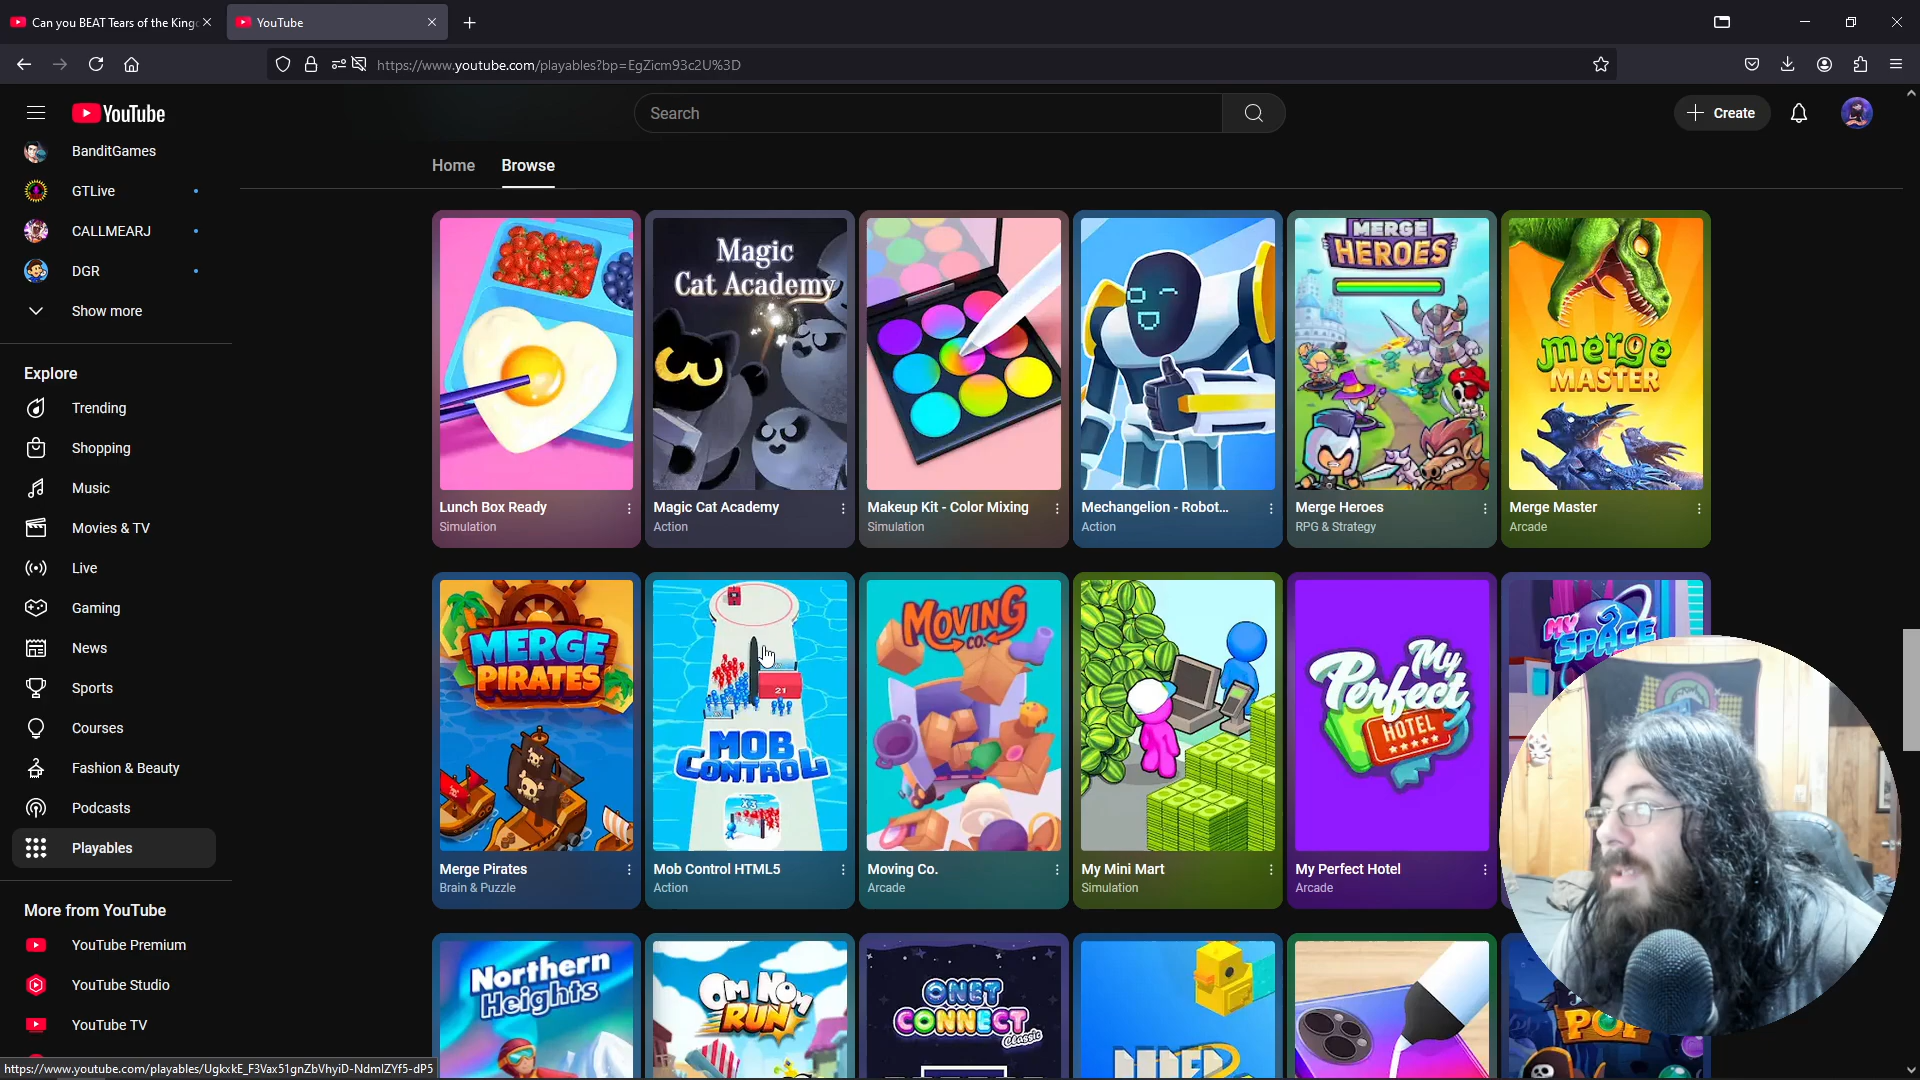 Can you BEAT Tears of the King
YouTube
https://www.youtube.com/playables?bp=EgZicm93c2U%3D
YouTube
Search
Create
BanditGames
GTLive
CALLMEARJ
DGR
Show more
Explore
Trending
Shopping
Music
Movies & TV
Live
Gaming
News
Sports
Courses
Fashion & Beauty
Podcasts
Playables
More from YouTube
YouTube Premium
YouTube Studio
YouTube TV
https://www.youtube.com/playables/UgkxkE_F3Vax51gnZbVhyiD-NdmlZYf5-dP5
Home
Browse
Magic
Cat Academy
MERGE
HEROES
merge
MASTER
Lunch Box Ready
Simulation
Magic Cat Academy
Action
Makeup Kit - Color Mixing
Simulation
Mechangelion - Robot...
Action
Merge Heroes
RPG & Strategy
Merge Master
Arcade
MERGE
PIRATES
21
MOB
CONTROL
X3
MOVING
CO.
My
Perfect
HOTEL
MY
SPACE
Merge Pirates
Brain & Puzzle
Mob Control HTML5
Action
Moving Co.
Arcade
My Mini Mart
Simulation
My Perfect Hotel
Arcade
Northern
Heights
OM NOM
RUN
ONET
CONNECT
Classic
POP